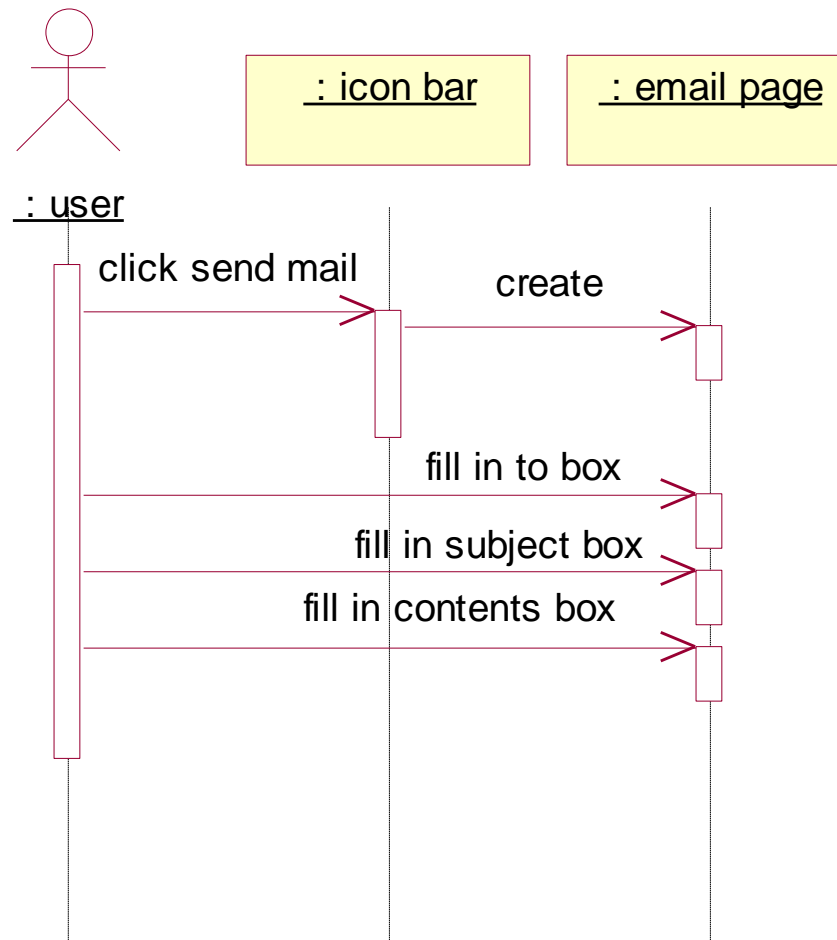 : icon bar
: email page
: user
click send mail
create
fill in to box
fill in subject box
fill in contents box